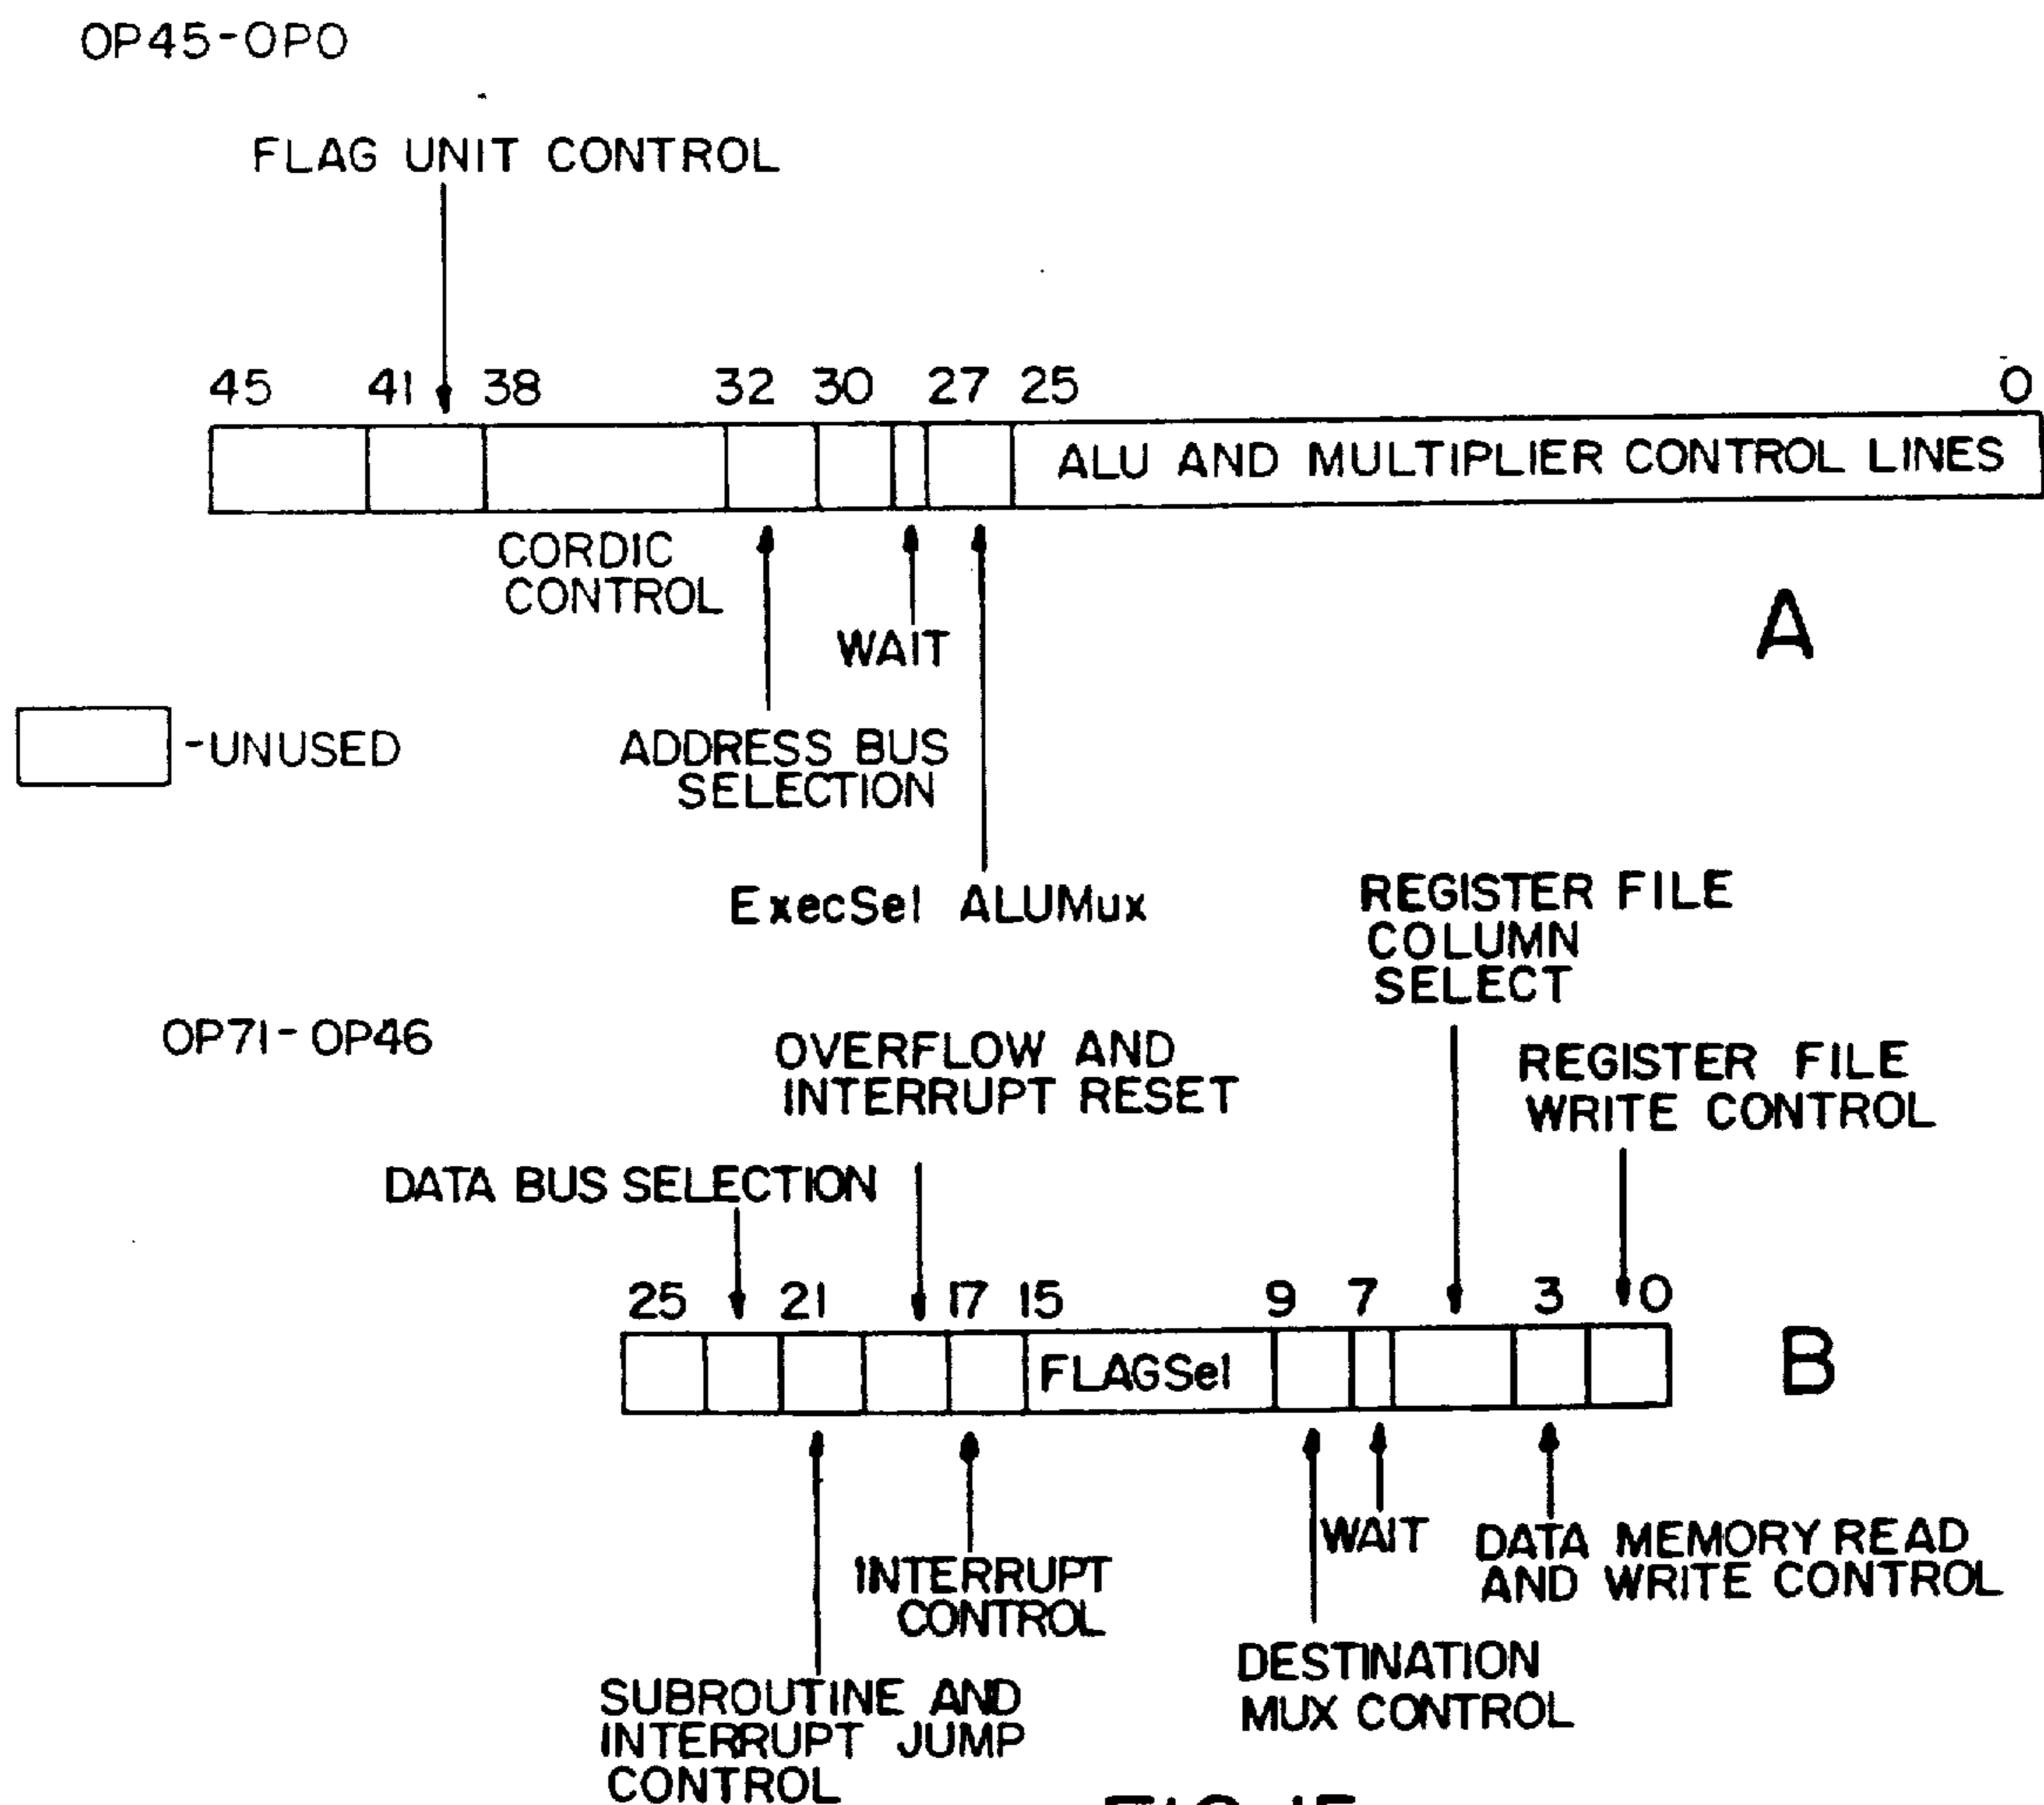 OP45-OP0
FLAG UNIT CONTROL
45 41 38 32 30 27 25 0
ALU AND MULTIPLIER CONTROL LINES
CORDIC
CONTROL
WAIT
A
-UNUSED
ADDRESS BUS
SELECTION
ExecSel ALUMux
REGISTER FILE
COLUMN
SELECT
OP71-OP46
OVERFLOW AND
INTERRUPT RESET
REGISTER FILE
WRITE CONTROL
DATA BUS SELECTION
25 21 17 15 9 7 3 0
FLAGSel
B
WAIT
DATA MEMORY READ
AND WRITE CONTROL
INTERRUPT
CONTROL
DESTINATION
MUX CONTROL
SUBROUTINE AND
INTERRUPT JUMP
CONTROL